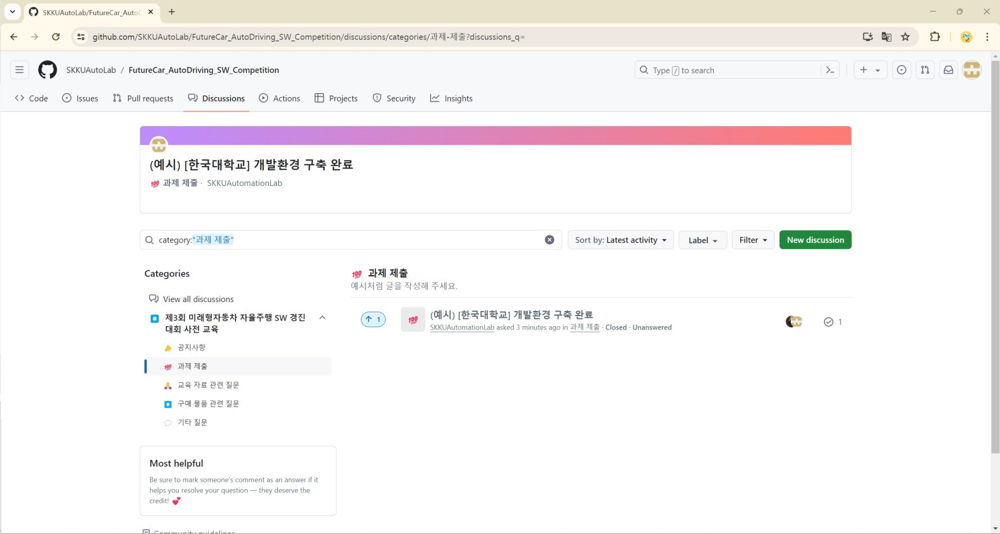 SKKUAutoLab/FutureCar_AutoD
github.com/SKKUAutoLab/FutureCar_AutoDriving_SW_Competition/discussions/categories/과제-제출?discussions_q=
SKKUAutoLab / FutureCar_AutoDriving_SW_Competition
Type / to search
Code Issues Pull requests Discussions Actions Projects Security Insights
(예시) [한국대학교] 개발환경 구축 완료
💯 과제 제출 · SKKUAutomationLab
category:"과제 제출"
Sort by: Latest activity
Label
Filter
New discussion
Categories
View all discussions
제3회 미래형자동차 자율주행 SW 경진
대회 사전 교육
공지사항
💯 과제 제출
교육 자료 관련 질문
구매 물품 관련 질문
기타 질문
💯 과제 제출
예시처럼 글을 작성해 주세요.
1
💯
(예시) [한국대학교] 개발환경 구축 완료
SKKUAutomationLab asked 3 minutes ago in 과제 제출 · Closed · Unanswered
1
Most helpful
Be sure to mark someone's comment as an answer if it
helps you resolve your question — they deserve the
credit! 💕
Community guidelines